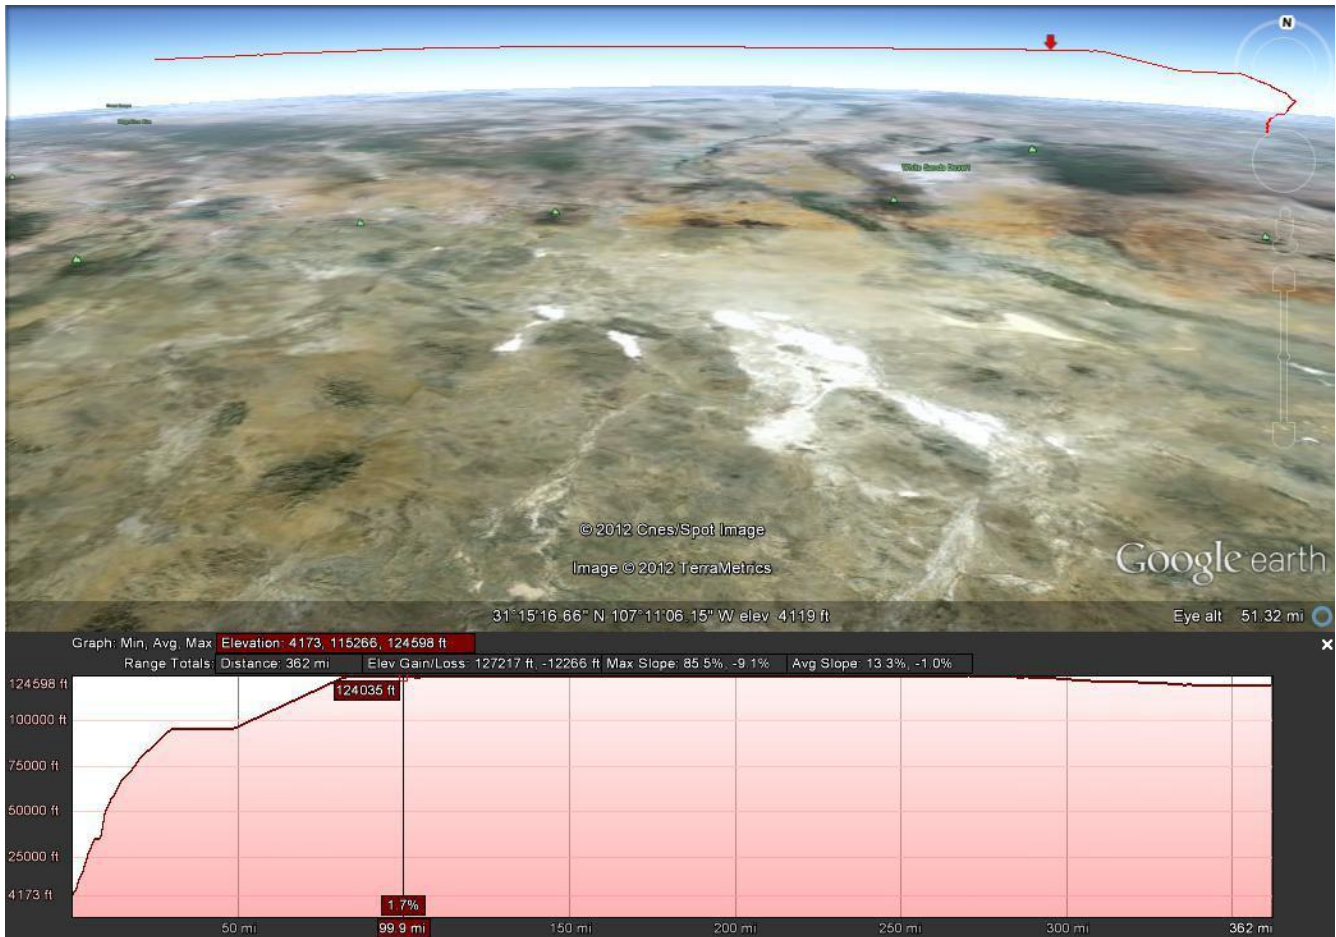 N
White Sands Desert
© 2012 Cnes/Spot Image
Image © 2012 TerraMetrics
Google earth
31°15'16.66" N 107°11'06.15" W elev 4119 ft
Eye alt 51.32 mi
Graph: Min, Avg, Max Elevation: 4173, 115266, 124598 ft
Range Totals: Distance: 362 mi Elev Gain/Loss: 127217 ft, -12266 ft Max Slope: 85.5%, -9.1% Avg Slope: 13.3%, -1.0%
124598 ft
124035 ft
100000 ft
75000 ft
50000 ft
25000 ft
4173 ft
1.7%
50 mi 99.9 mi 150 mi 200 mi 250 mi 300 mi 362 mi